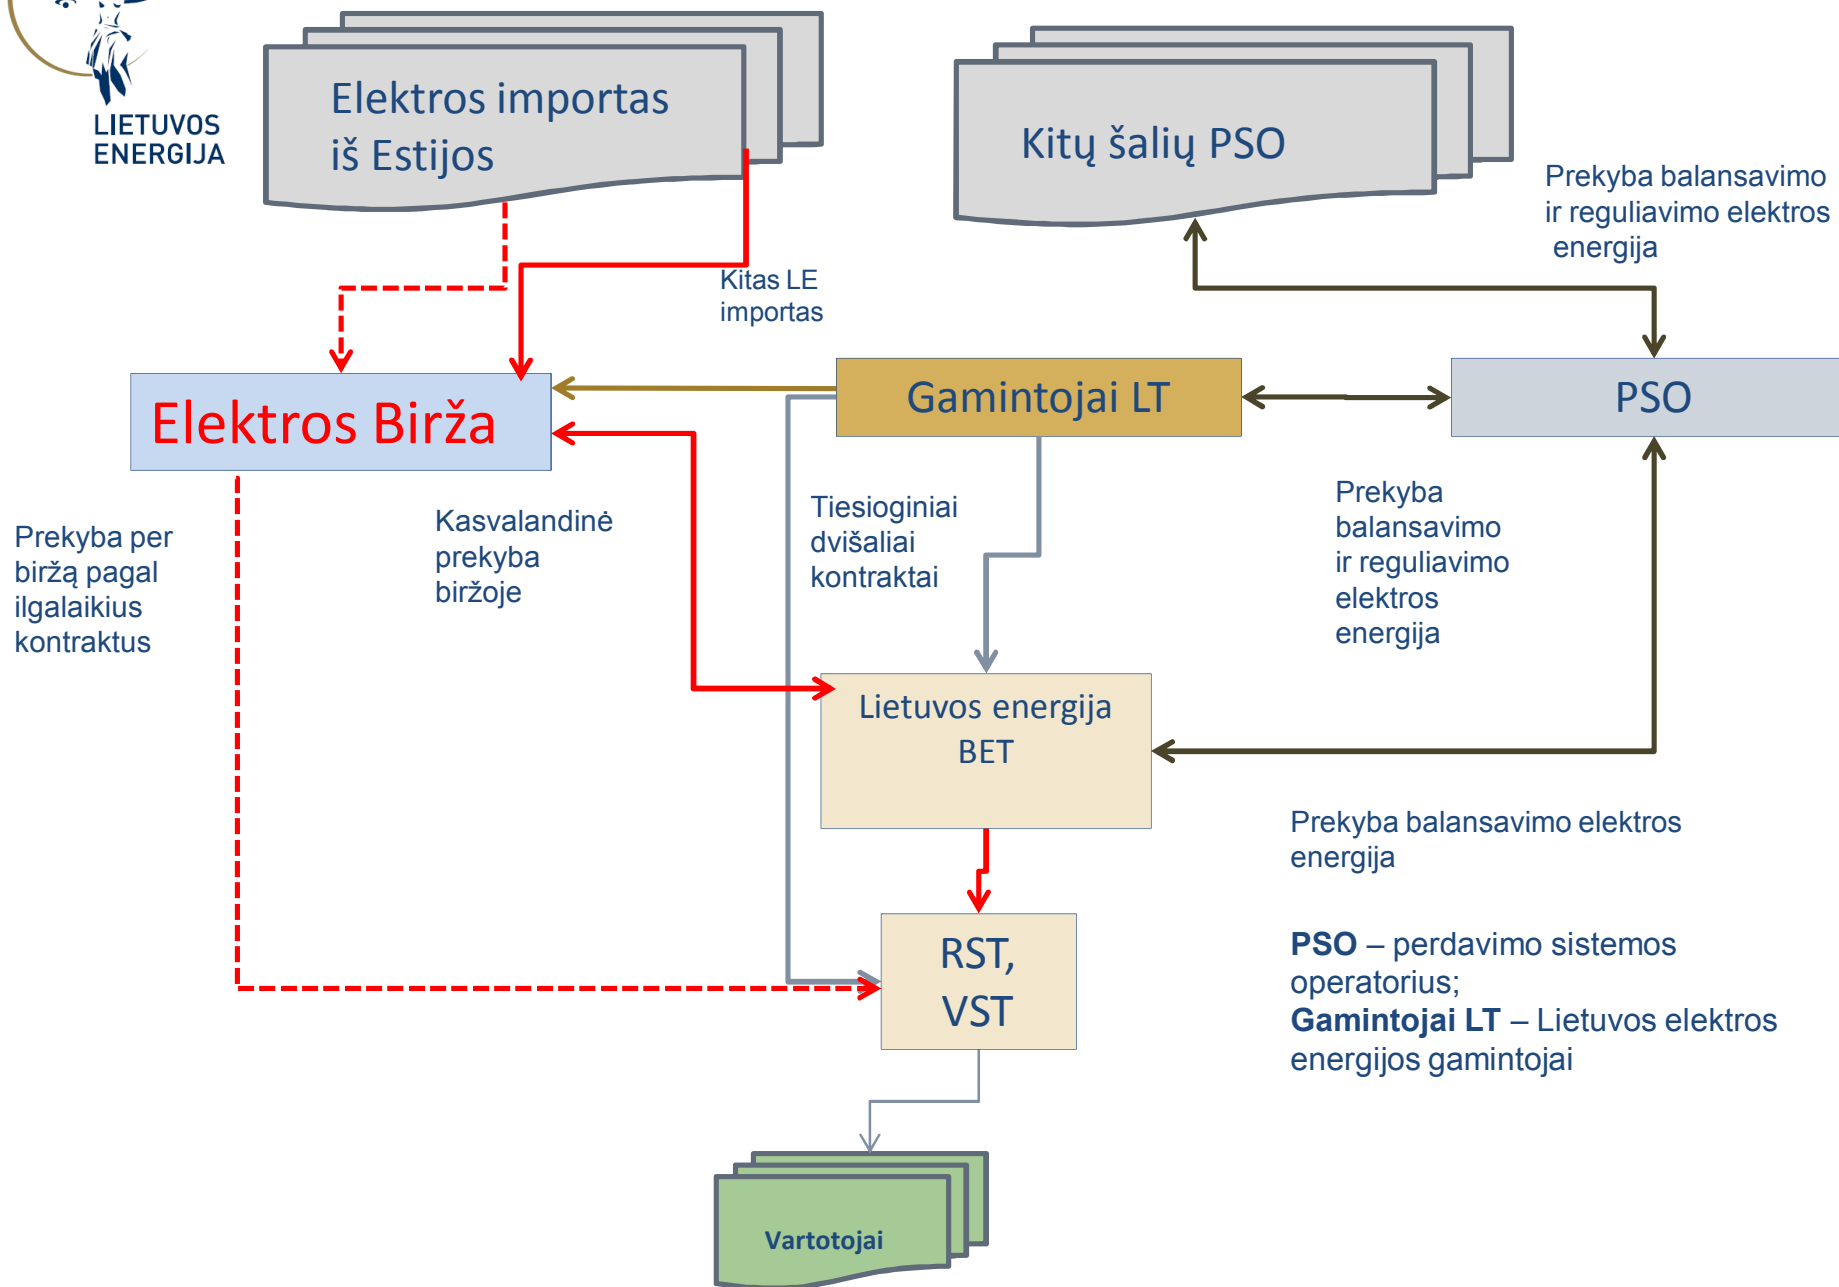 LIETUVOS
ENERGIJA
Elektros importas
iš Estijos
Kitų šalių PSO
Prekyba balansavimo
ir reguliavimo elektros
energija
Kitas LE
importas
Elektros Birža
Gamintojai LT
PSO
Prekyba per
biržą pagal
ilgalaikius
kontraktus
Kasvalandinė
prekyba
biržoje
Tiesioginiai
dvišaliai
kontraktai
Prekyba
balansavimo
ir reguliavimo
elektros
energija
Lietuvos energija
BET
Prekyba balansavimo elektros
energija
RST,
VST
PSO – perdavimo sistemos
operatorius;
Gamintojai LT – Lietuvos elektros
energijos gamintojai
Vartotojai